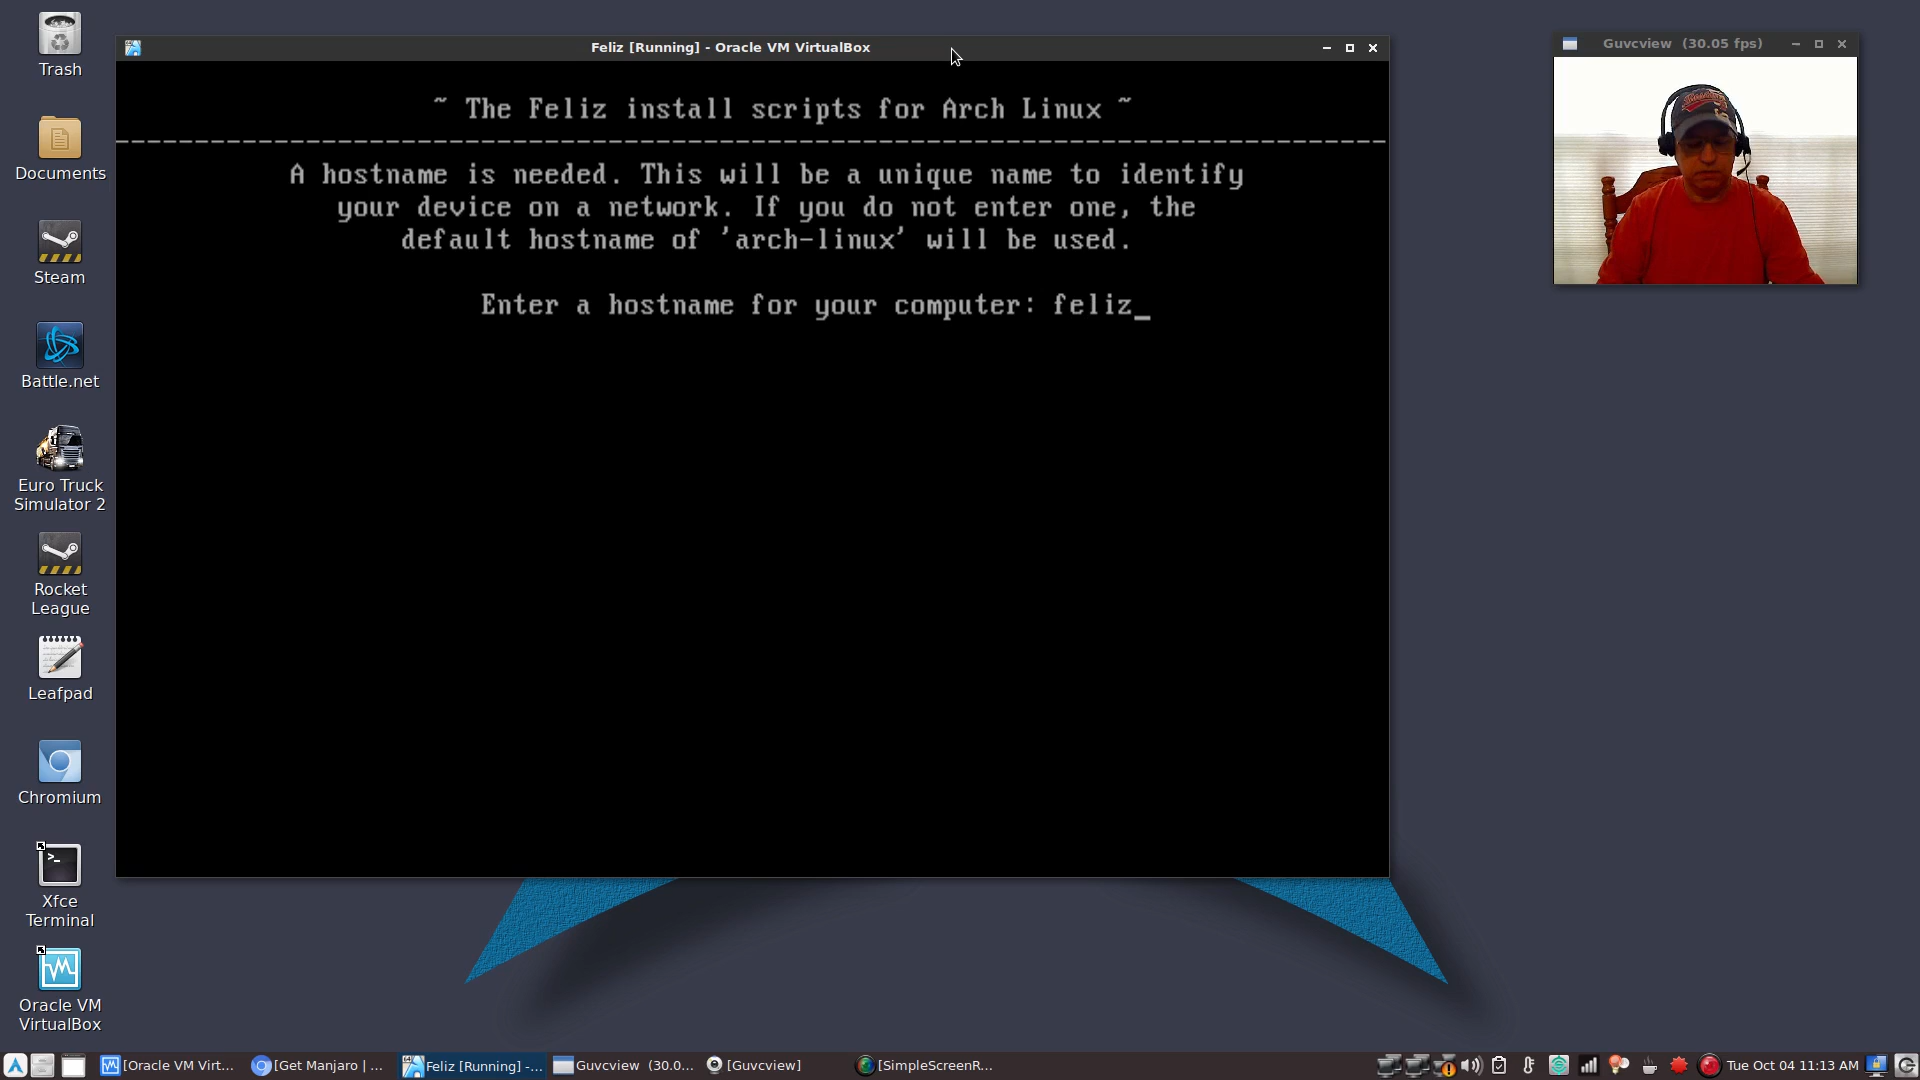 Trash
Documents
Steam
Battle.net
Euro Truck
Simulator 2
Rocket
League
Leafpad
Chromium
Xfce
Terminal
Oracle VM
VirtualBox
Feliz [Running] - Oracle VM VirtualBox
~ The Feliz install scripts for Arch Linux ~
A hostname is needed. This will be a unique name to identify
your device on a network. If you do not enter one, the
default hostname of 'arch-linux' will be used.
Enter a hostname for your computer: feliz_
Guvcview (30.05 fps)
[Oracle VM Virt...
[Get Manjaro | ...
Feliz [Running] -...
Guvcview (30.0...
[Guvcview]
[SimpleScreenR...
Tue Oct 04 11:13 AM